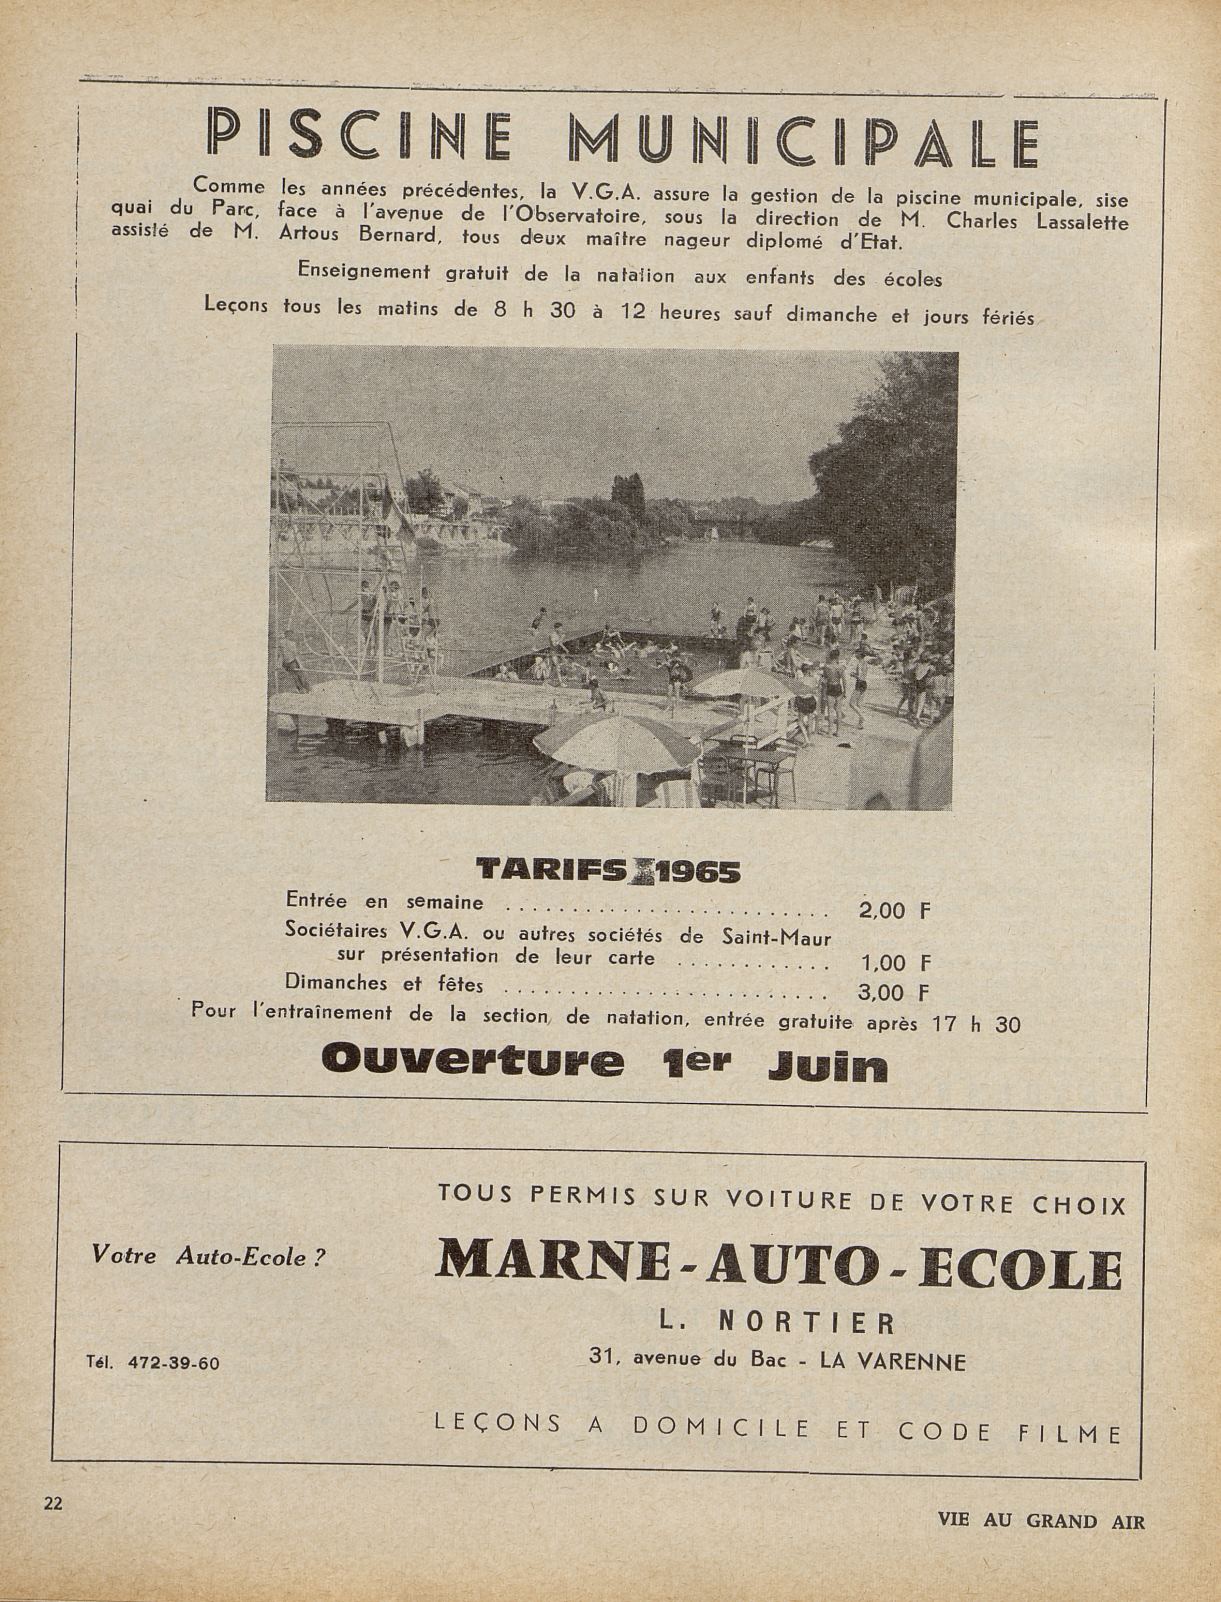 PISCINE MUNICIPALE
Comme les années précédentes, la V.G.A. assure la gestion de la piscine municipale, sise
quai du Parc, face à l'avenue de l'Observatoire, sous la direction de M. Charles Lassalette
assisté de M. Artous Bernard, tous deux maître nageur diplomé d'Etat.
Enseignement gratuit de la natation aux enfants des écoles
Leçons tous les matins de 8 h 30 à 12 heures sauf dimanche et jours fériés
TARIFS 1965
Entrée en semaine ......................... 2,00 F
Sociétaires V.G.A. ou autres sociétés de Saint-Maur
sur présentation de leur carte ............ 1,00 F
Dimanches et fêtes ......................... 3,00 F
Pour l'entraînement de la section de natation, entrée gratuite après 17 h 30
Ouverture 1er Juin
TOUS PERMIS SUR VOITURE DE VOTRE CHOIX
Votre Auto-Ecole ?
MARNE-AUTO-ECOLE
L. NORTIER
Tél. 472-39-60
31, avenue du Bac - LA VARENNE
LEÇONS A DOMICILE ET CODE FILME
22
VIE AU GRAND AIR